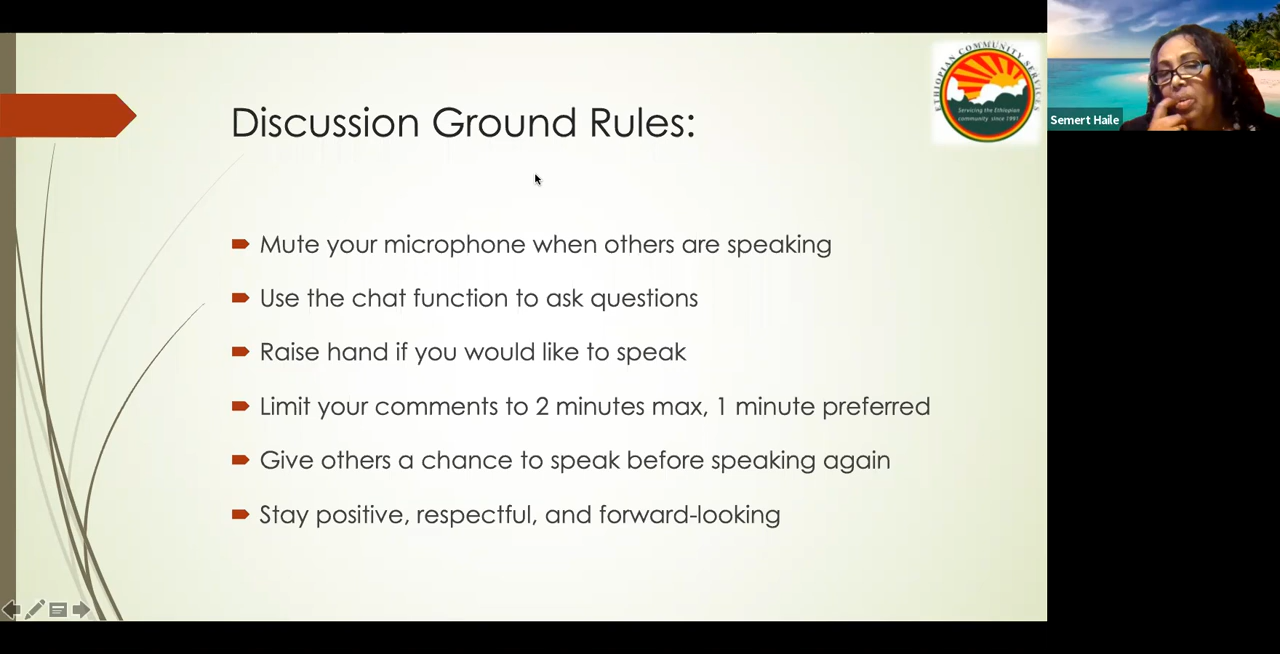 Discussion Ground Rules:
ETHIOPIAN COMMUNITY SERVICES
Servicing the Ethiopian
community since 1991
Semert Haile
Mute your microphone when others are speaking
Use the chat function to ask questions
Raise hand if you would like to speak
Limit your comments to 2 minutes max, 1 minute preferred
Give others a chance to speak before speaking again
Stay positive, respectful, and forward-looking